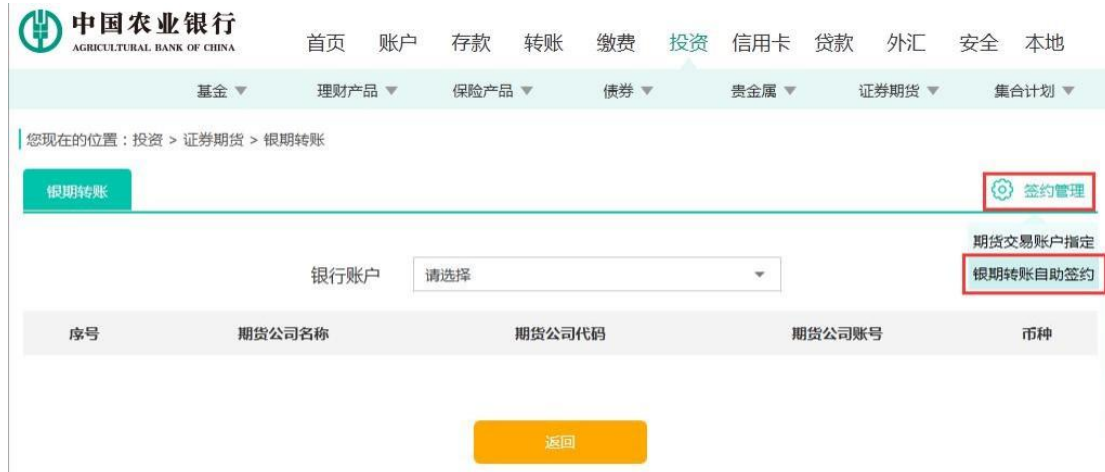 中国农业银行
AGRICULTURAL BANK OF CHINA
首页 账户 存款 转账 缴费 投资 信用卡 贷款 外汇 安全 本地
基金 理财产品 保险产品 债券 贵金属 证券期货 集合计划
您现在的位置：投资 > 证券期货 > 银期转账
银期转账 签约管理
期货交易账户指定
银行账户 请选择 银期转账自助签约
序号 期货公司名称 期货公司代码 期货公司账号 币种
返回